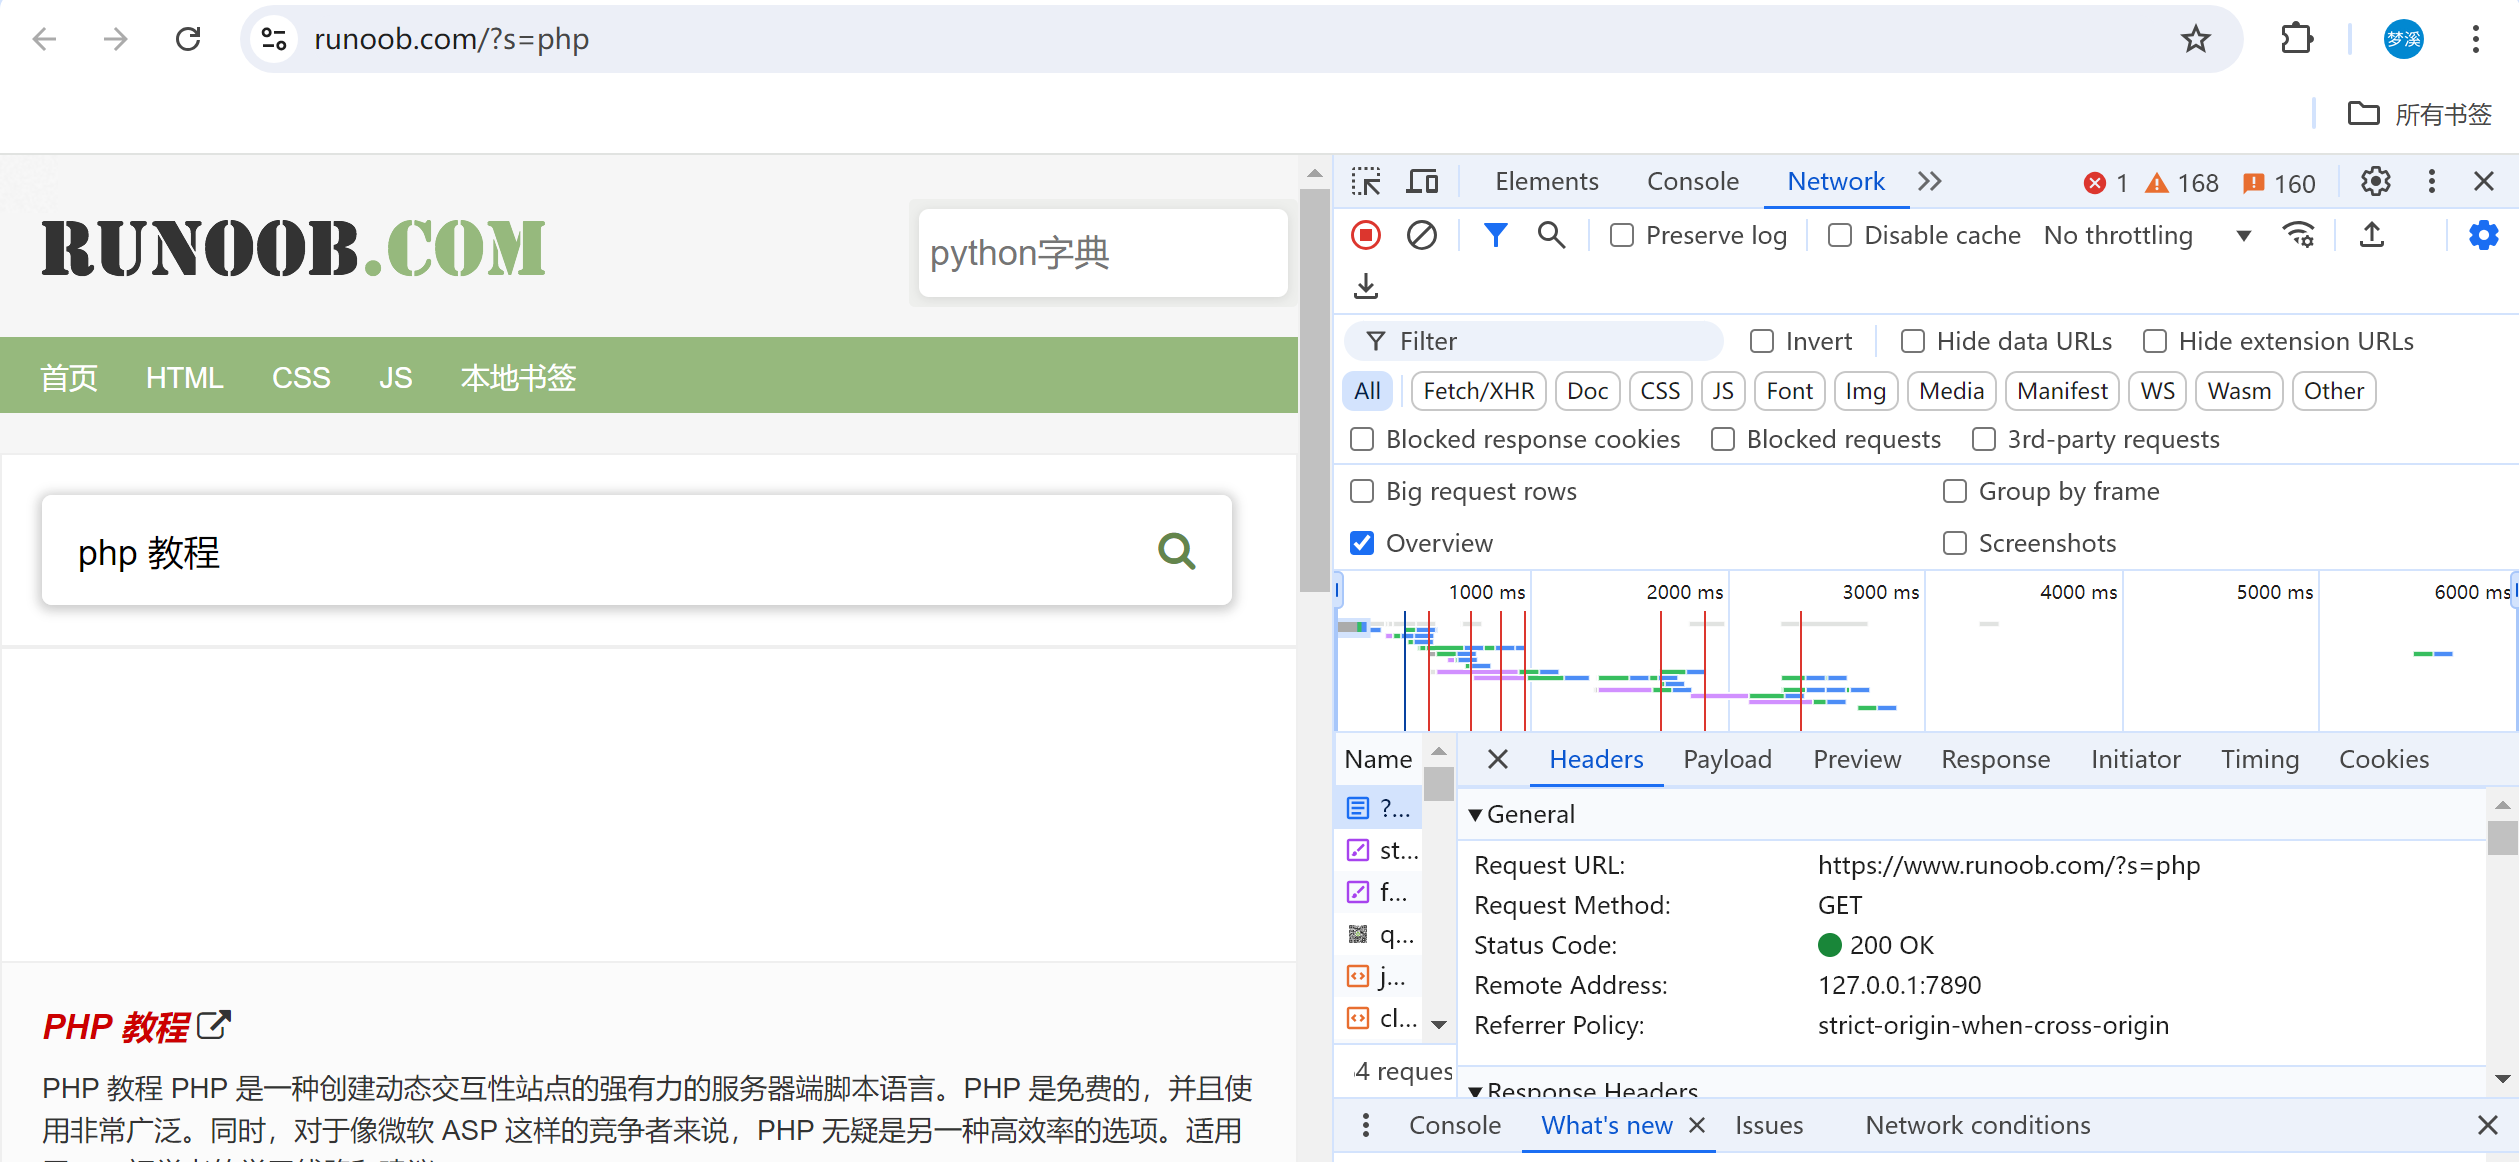 runoob.com/?s=php
梦溪
所有书签
RUNOOB.COM
python字典
首页 HTML CSS JS 本地书签
php 教程
PHP 教程
PHP 教程 PHP 是一种创建动态交互性站点的强有力的服务器端脚本语言。PHP 是免费的，并且使
用非常广泛。同时，对于像微软 ASP 这样的竞争者来说，PHP 无疑是另一种高效率的选项。适用
Elements Console Network 1 168 160
Preserve log Disable cache No throttling
Filter Invert Hide data URLs Hide extension URLs
All Fetch/XHR Doc CSS JS Font Img Media Manifest WS Wasm Other
Blocked response cookies Blocked requests 3rd-party requests
Big request rows Group by frame
Overview Screenshots
1000 ms 2000 ms 3000 ms 4000 ms 5000 ms 6000 ms
Name Headers Payload Preview Response Initiator Timing Cookies
?...
st...
f...
q...
j...
cl...
4 reques
General
Request URL: https://www.runoob.com/?s=php
Request Method: GET
Status Code: 200 OK
Remote Address: 127.0.0.1:7890
Referrer Policy: strict-origin-when-cross-origin
Response Headers
Console What's new Issues Network conditions